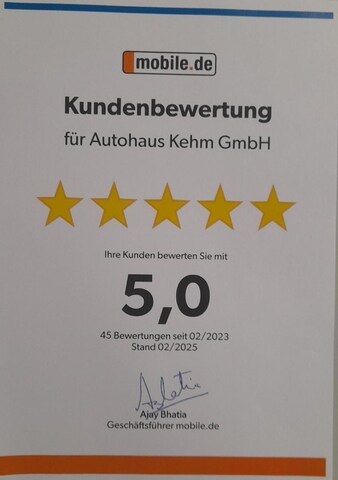 mobile.de
Kundenbewertung
für Autohaus Kehm GmbH
Ihre Kunden bewerten Sie mit
5,0
45 Bewertungen seit 02/2023
Stand 02/2025
Ajay Bhatia
Geschäftsführer mobile.de